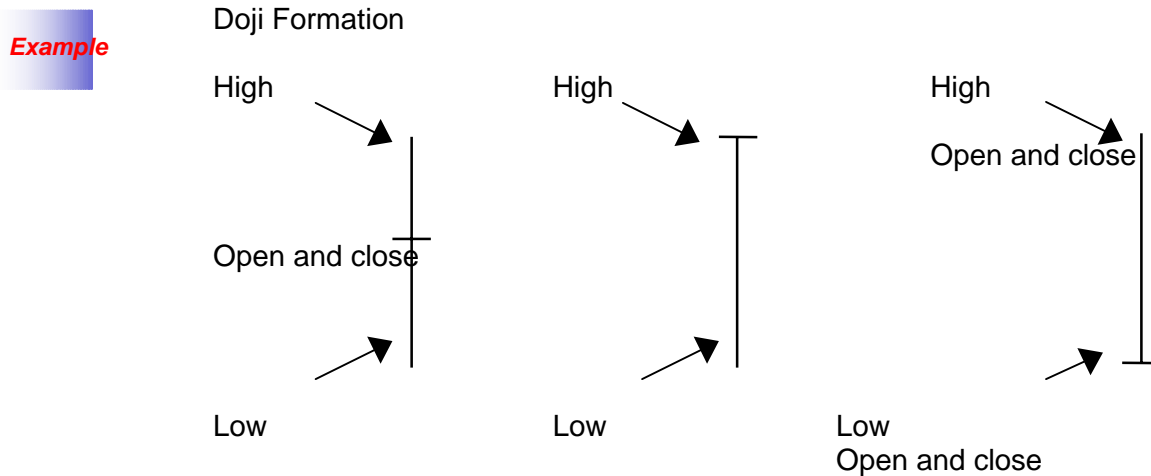 Doji Formation
Example
High
High
High
Open and close
Open and close
Low
Low
Low
Open and close